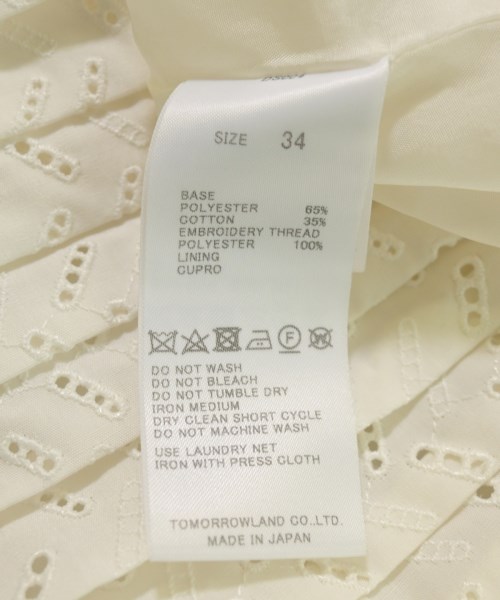 SIZE 34
BASE
POLYESTER 65%
COTTON 35%
EMBROIDERY THREAD
POLYESTER 100%
LINING
CUPRO
DO NOT WASH
DO NOT BLEACH
DO NOT TUMBLE DRY
IRON MEDIUM
DRY CLEAN SHORT CYCLE
DO NOT MACHINE WASH
USE LAUNDRY NET
IRON WITH PRESS CLOTH
TOMORROWLAND CO.,LTD.
MADE IN JAPAN